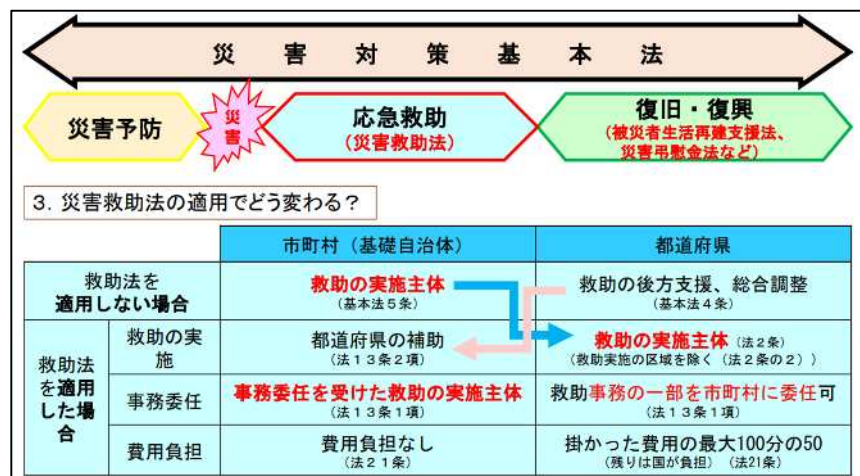 災害対策基本法
災害予防
災
害
応急救助
(災害救助法)
復旧・復興
(被災者生活再建支援法、
災害弔慰金法など)
3．災害救助法の適用でどう変わる？
市町村（基礎自治体）
都道府県
救助法を
適用しない場合
救助の実施主体
(基本法５条)
救助の後方支援、総合調整
(基本法４条)
救助法
を適用
した場
合
救助の実
施
都道府県の補助
(法１３条２項)
救助の実施主体 (法２条)
(救助実施の区域を除く（法２条の２）)
事務委任
事務委任を受けた救助の実施主体
(法１３条１項)
救助事務の一部を市町村に委任可
(法１３条１項)
費用負担
費用負担なし
(法２１条)
掛かった費用の最大100分の50
(残りは国が負担) (法21条)